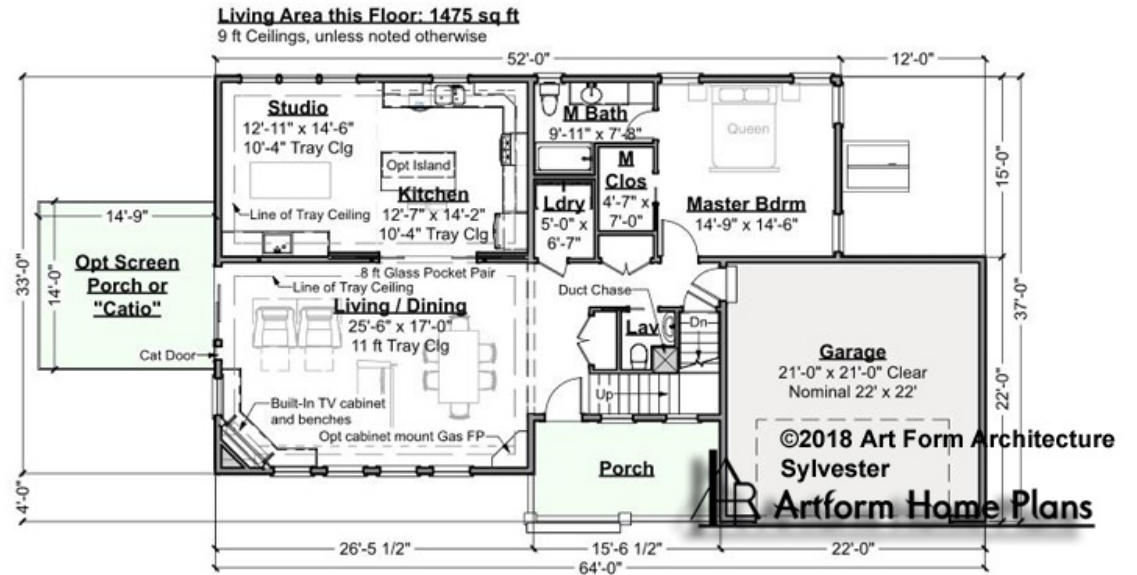 Living Area this Floor: 1475 sq ft
9 ft Ceilings, unless noted otherwise
52'-0"
12'-0"
Studio
12'-11" x 14'-6"
10'-4" Tray Clg
Opt Island
Kitchen
12'-7" x 14'-2"
10'-4" Tray Clg
Line of Tray Ceiling
M Bath
9'-11" x 7'-8"
M
Clos
4'-7" x
7'-0"
Ldry
5'-0" x
6'-7"
Queen
Master Bdrm
14'-9" x 14'-6"
15'-0"
14'-9"
33'-0"
14'-0"
Opt Screen
Porch or
"Catio"
Cat Door
8 ft Glass Pocket Pair
Line of Tray Ceiling
Living / Dining
25'-6" x 17'-0"
11 ft Tray Clg
Duct Chase
Lav
Dn
Up
Built-In TV cabinet
and benches
Opt cabinet mount Gas FP
Porch
Garage
21'-0" x 21'-0" Clear
Nominal 22' x 22'
22'-0"
37'-0"
©2018 Art Form Architecture
Sylvester
Artform Home Plans
4'-0"
26'-5 1/2"
15'-6 1/2"
22'-0"
64'-0"